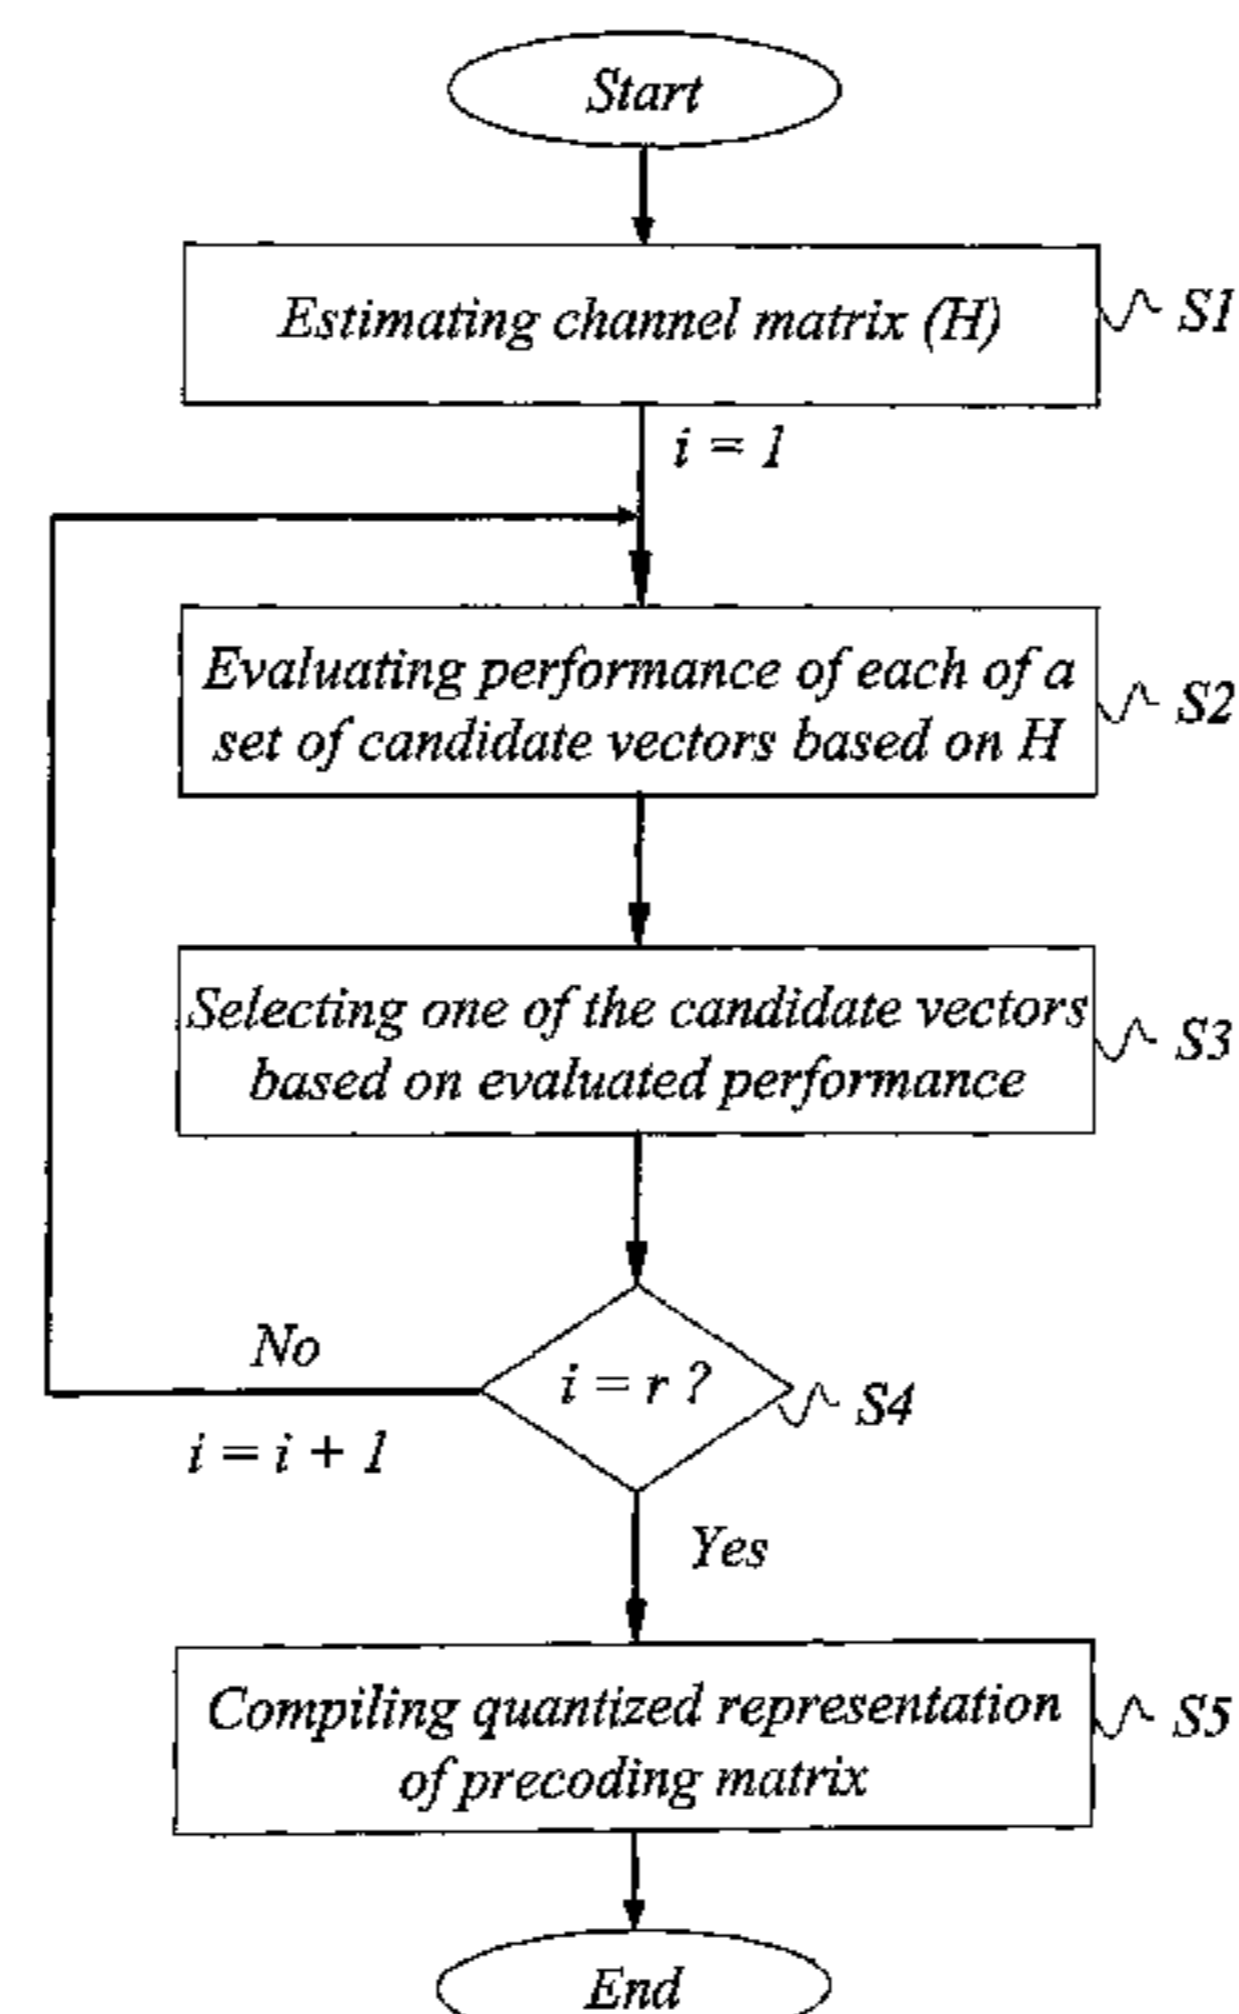 Start
Estimating channel matrix (H)
S1
i = 1
Evaluating performance of each of a
set of candidate vectors based on H
S2
Selecting one of the candidate vectors
based on evaluated performance
S3
No
i = r ?
S4
i = i + 1
Yes
Compiling quantized representation
of precoding matrix
S5
End